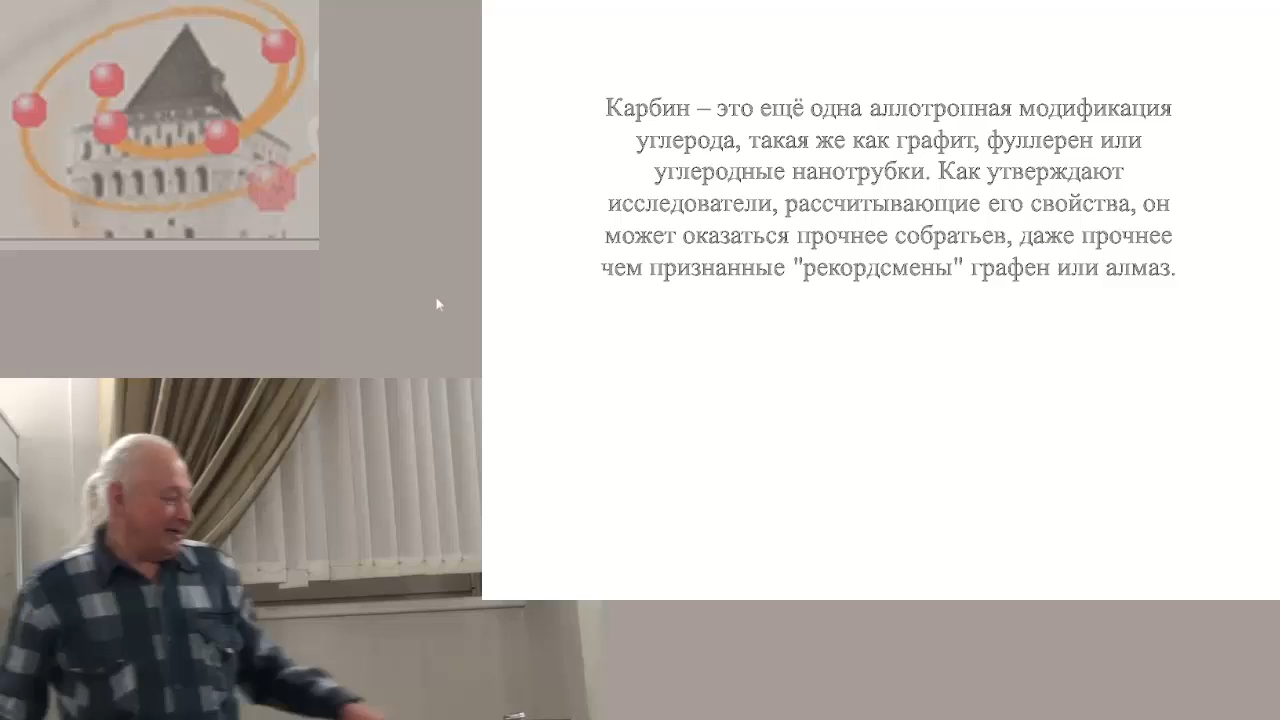 Карбин – это ещё одна аллотропная модификация
углерода, такая же как графит, фуллерен или
углеродные нанотрубки. Как утверждают
исследователи, рассчитывающие его свойства, он
может оказаться прочнее собратьев, даже прочнее
чем признанные "рекордсмены" графен или алмаз.